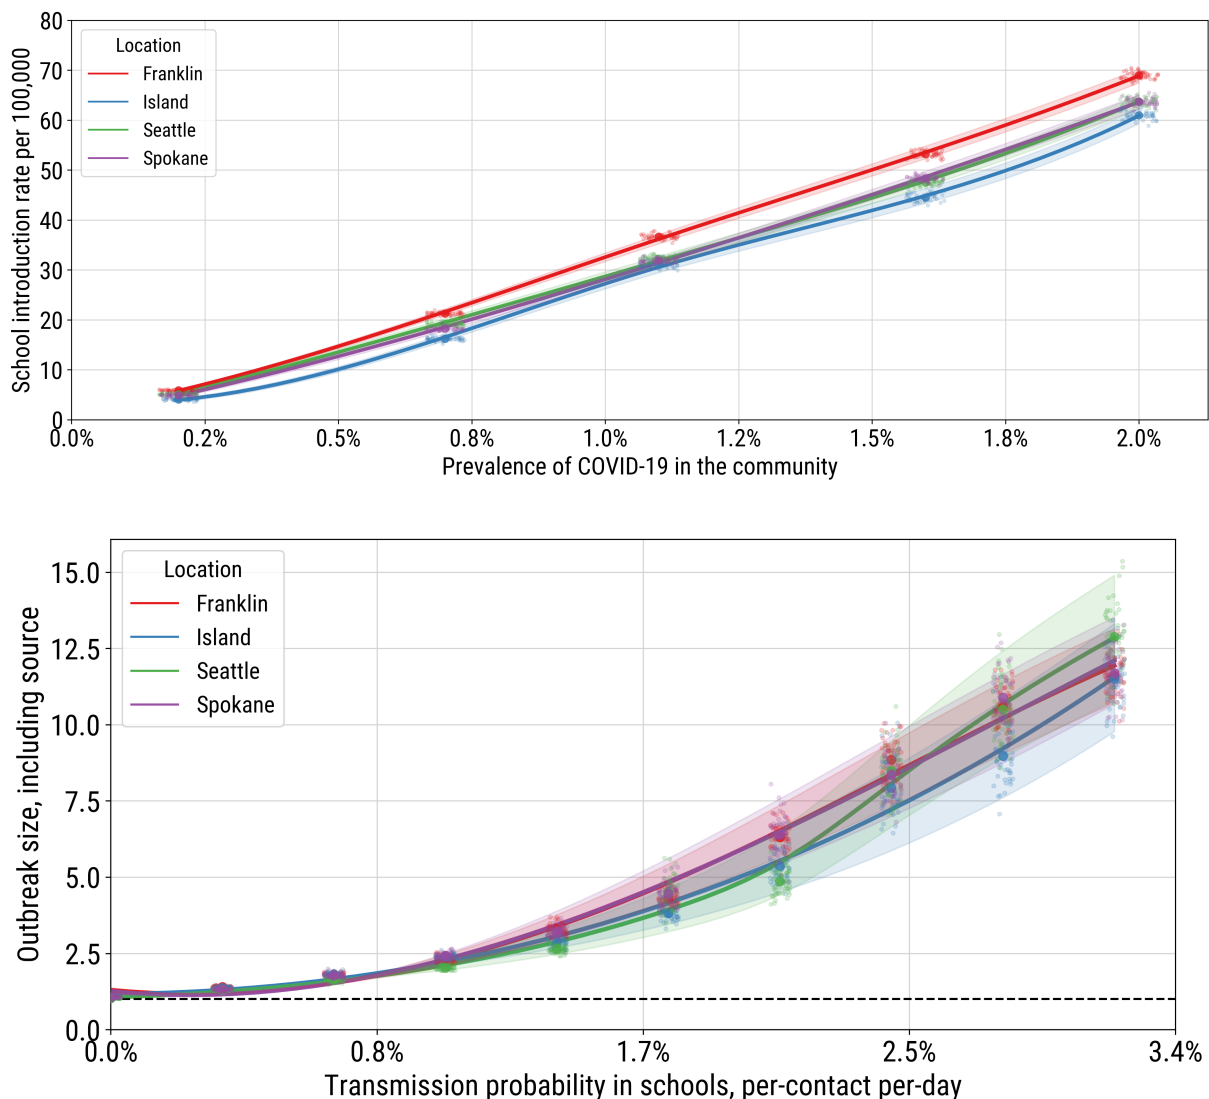 80
70
60
50
40
30
20
10
0
School introduction rate per 100,000
Location
Franklin
Island
Seattle
Spokane
0.0% 0.2% 0.5% 0.8% 1.0% 1.2% 1.5% 1.8% 2.0%
Prevalence of COVID-19 in the community
15.0
12.5
10.0
7.5
5.0
2.5
0.0
Outbreak size, including source
Location
Franklin
Island
Seattle
Spokane
0.0% 0.8% 1.7% 2.5% 3.4%
Transmission probability in schools, per-contact per-day